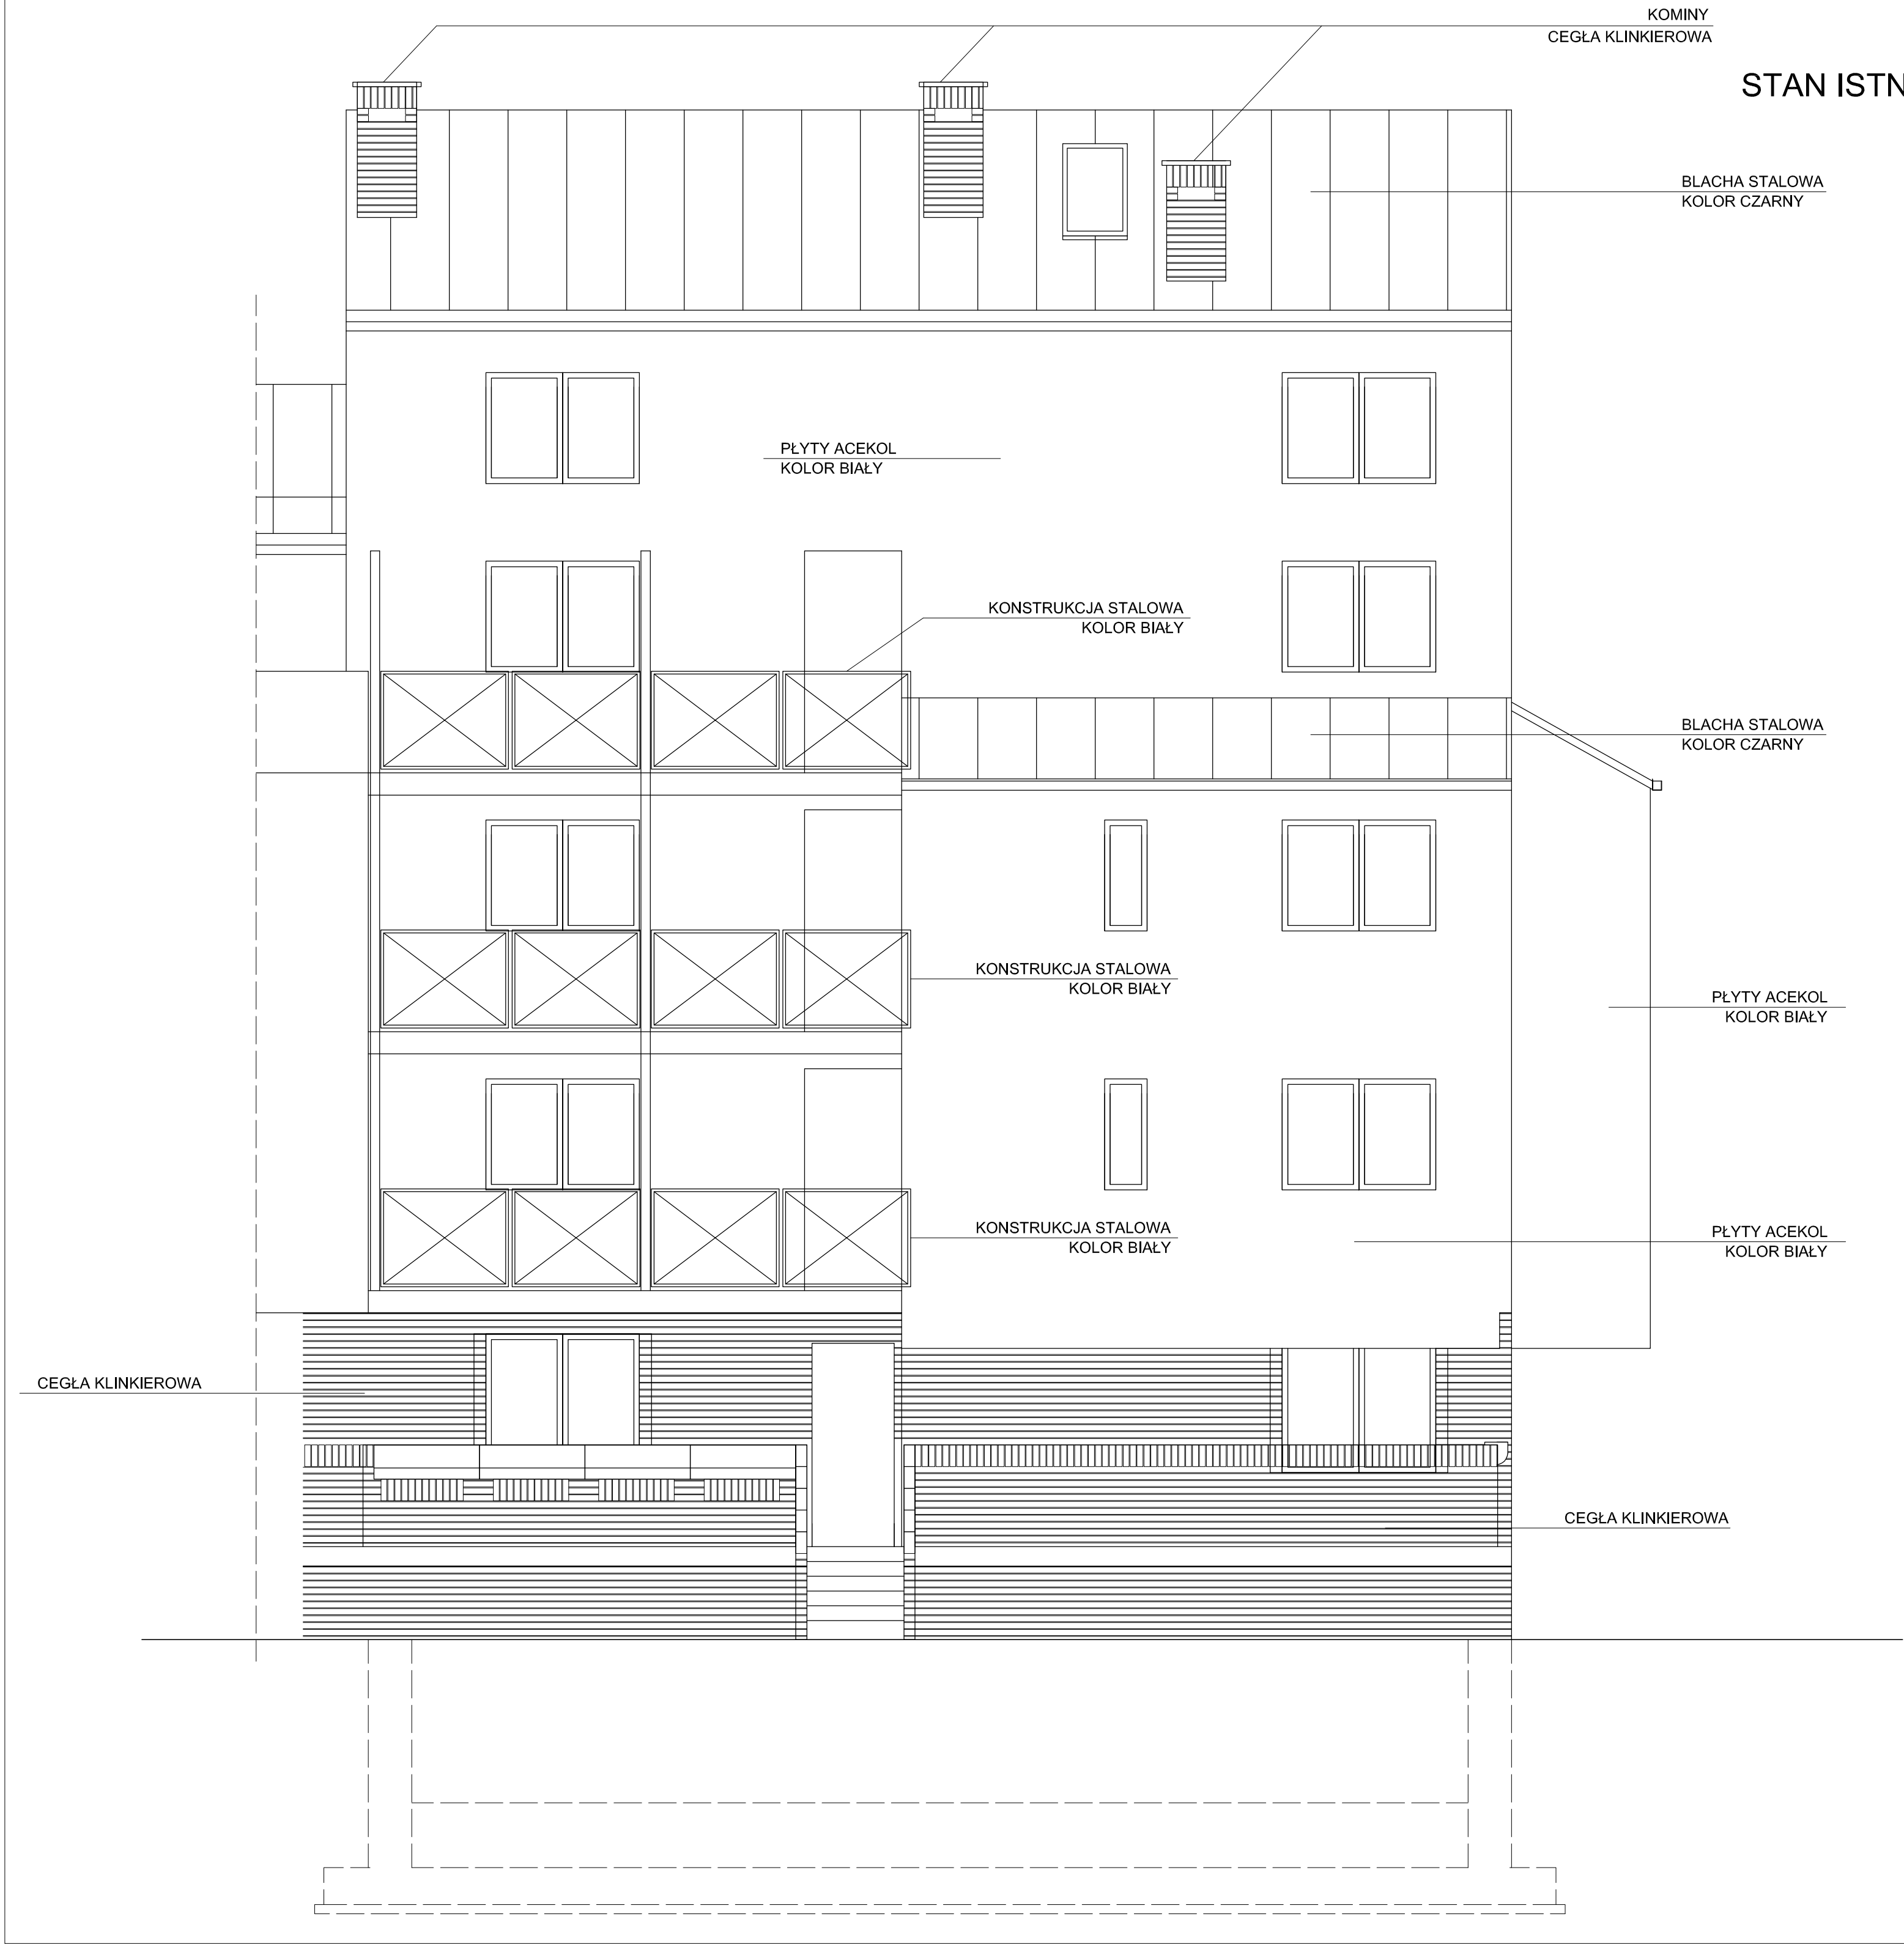 KOMINY
CEGŁA KLINKIEROWA
STAN ISTN
BLACHA STALOWA
KOLOR CZARNY
PŁYTY ACEKOL
KOLOR BIAŁY
KONSTRUKCJA STALOWA
KOLOR BIAŁY
BLACHA STALOWA
KOLOR CZARNY
KONSTRUKCJA STALOWA
KOLOR BIAŁY
PŁYTY ACEKOL
KOLOR BIAŁY
KONSTRUKCJA STALOWA
KOLOR BIAŁY
PŁYTY ACEKOL
KOLOR BIAŁY
CEGŁA KLINKIEROWA
CEGŁA KLINKIEROWA